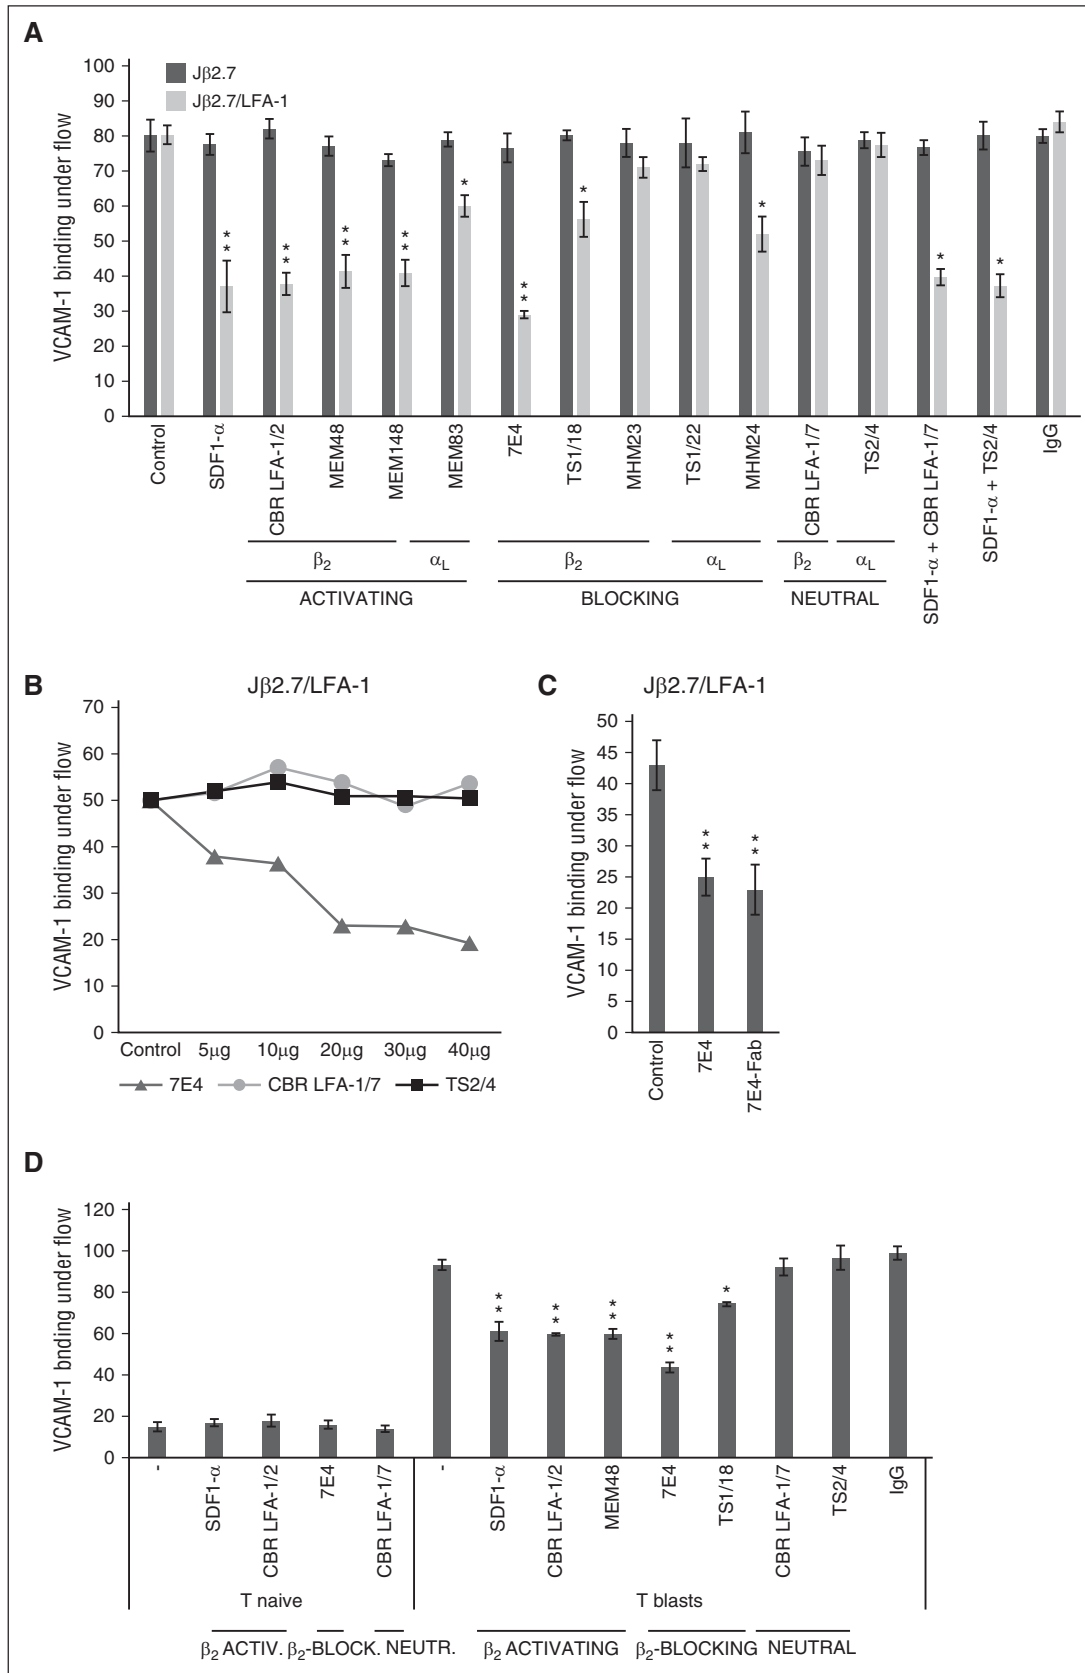 A
Jβ2.7
Jβ2.7/LFA-1
VCAM-1 binding under flow
100
90
80
70
60
50
40
30
20
10
0
* *
* *
* *
* *
*
* * *
*
*
*
*
Control
SDF1-α
CBR LFA-1/2
MEM48
MEM148
MEM83
7E4
TS1/18
MHM23
TS1/22
MHM24
CBR LFA-1/7
TS2/4
SDF1-α + CBR LFA-1/7
SDF1-α + TS2/4
IgG
β2 αL β2 αL β2 αL
ACTIVATING BLOCKING NEUTRAL
B
Jβ2.7/LFA-1
VCAM-1 binding under flow
70
60
50
40
30
20
10
0
Control 5μg 10μg 20μg 30μg 40μg
7E4 CBR LFA-1/7 TS2/4
C
Jβ2.7/LFA-1
VCAM-1 binding under flow
50
45
40
35
30
25
20
15
10
5
0
* *
* *
Control
7E4
7E4-Fab
D
VCAM-1 bnding under flow
120
100
80
60
40
20
0
* *
* *
* *
* *
*
-
SDF1-α
CBR LFA-1/2
7E4
CBR LFA-1/7
-
SDF1-α
CBR LFA-1/2
MEM48
7E4
TS1/18
CBR LFA-1/7
TS2/4
IgG
T naive T blasts
β2 ACTIV. β2-BLOCK. NEUTR. β2 ACTIVATING β2-BLOCKING NEUTRAL